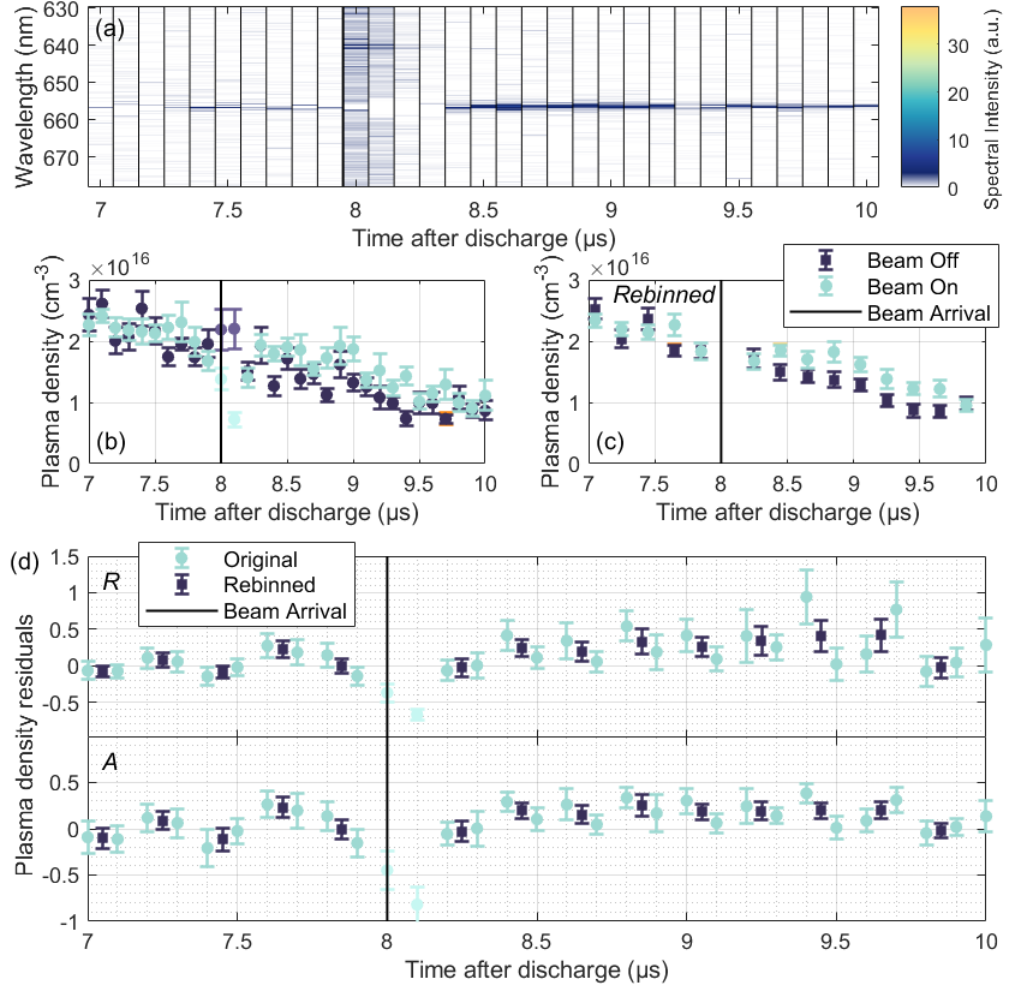 (a)
Wavelength (nm)
630
640
650
660
670
7
7.5
8
8.5
9
9.5
10
Time after discharge (µs)
30
20
10
0
Spectral Intensity (a.u.)
×10^16
Plasma density (cm^-3)
3
2
1
0
(b)
7
7.5
8
8.5
9
9.5
10
Time after discharge (µs)
×10^16
Plasma density (cm^-3)
3
2
1
0
Rebinned
(c)
7
7.5
8
8.5
9
9.5
10
Time after discharge (µs)
Beam Off
Beam On
Beam Arrival
(d)
Original
Rebinned
Beam Arrival
Plasma density residuals
R
1.5
1
0.5
0
-0.5
A
0.5
0
-0.5
-1
7
7.5
8
8.5
9
9.5
10
Time after discharge (µs)